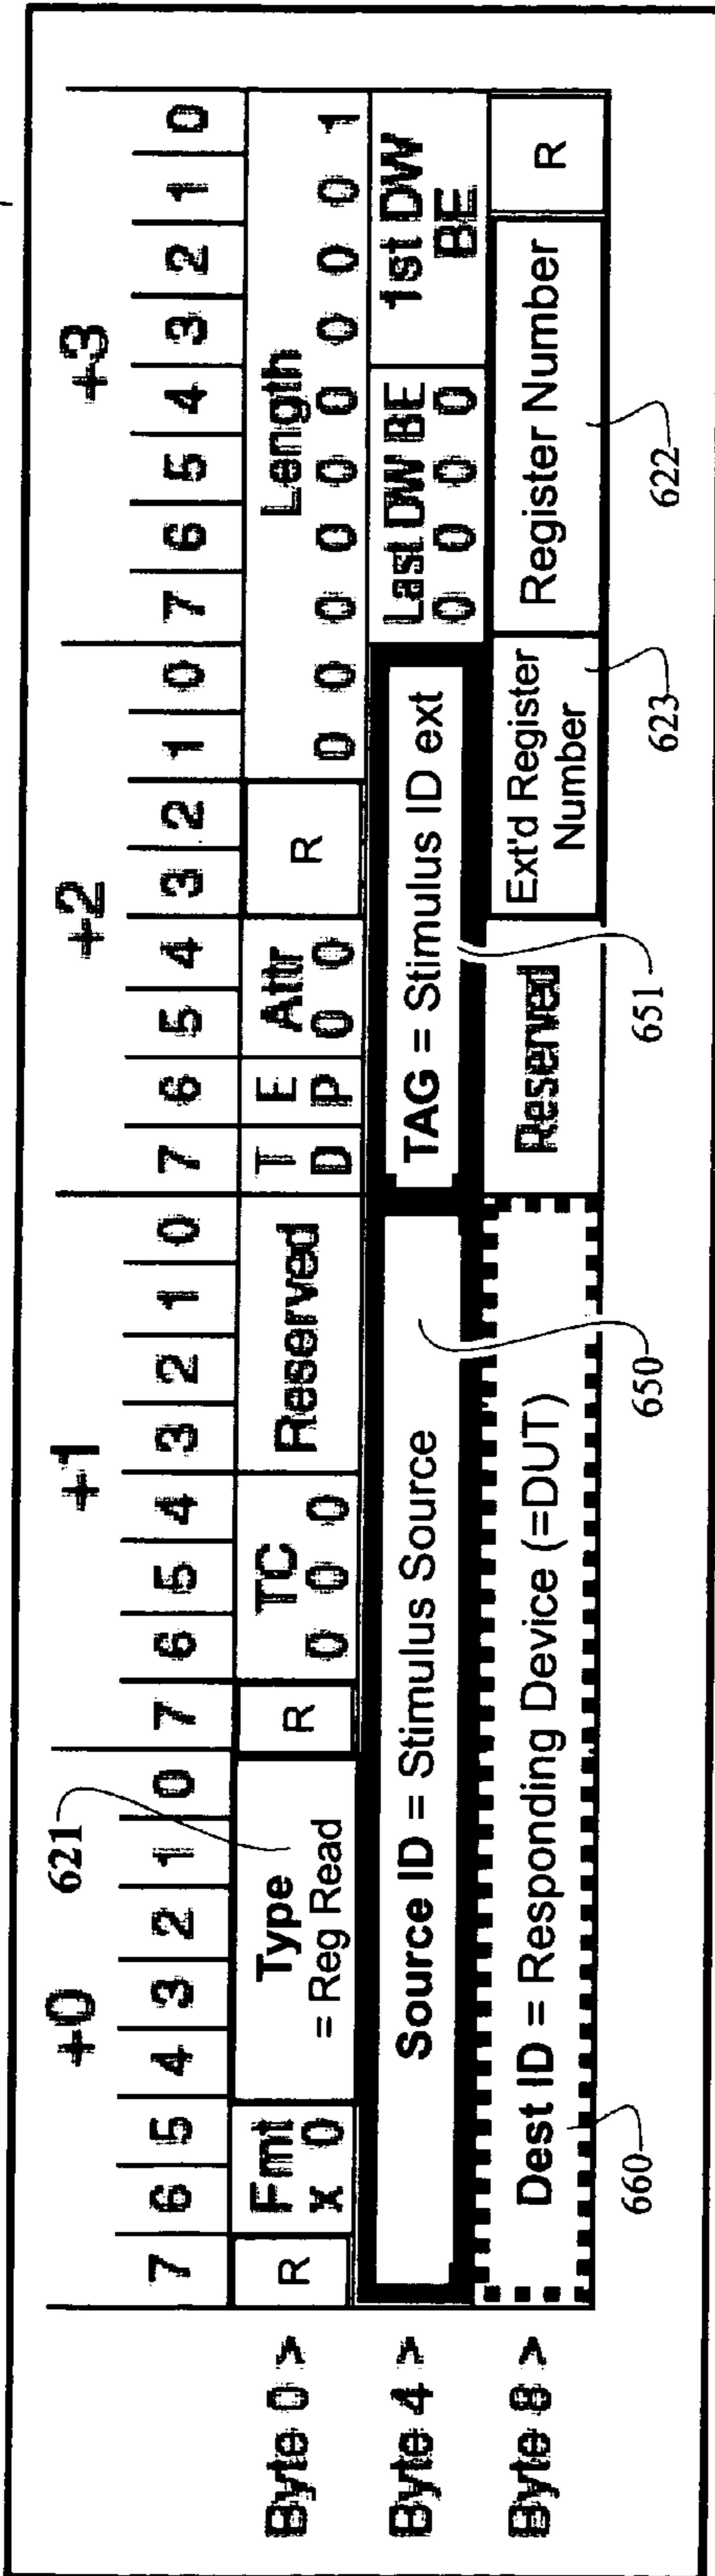 +0 +1 +2 +3
7 6 5 4 3 2 1 0 7 6 5 4 3 2 1 0 7 6 5 4 3 2 1 0 7 6 5 4 3 2 1 0
621
Byte 0 > R Fmt x 0 Type = Reg Read R TC 0 0 0 Reserved T D E P Attr 0 0 R Length 0 0 0 0 0 0 0 0 0 1
Byte 4 > Source ID = Stimulus Source TAG = Stimulus ID ext Last DW BE 0 0 0 0 1st DW BE
Byte 8 > Dest ID = Responding Device (=DUT) Reserved Ext'd Register Number Register Number R
660 650 651 623 622